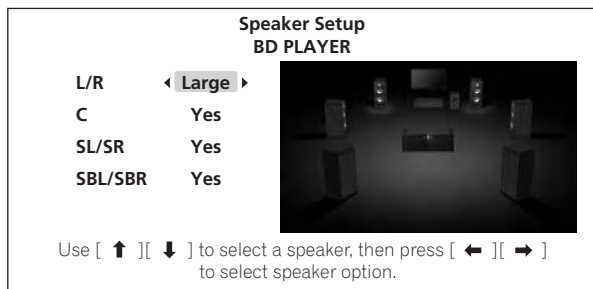 Speaker Setup
BD PLAYER
L/R Large
C Yes
SL/SR Yes
SBL/SBR Yes
Use [ ↑ ][ ↓ ] to select a speaker, then press [ ← ][ → ]
to select speaker option.